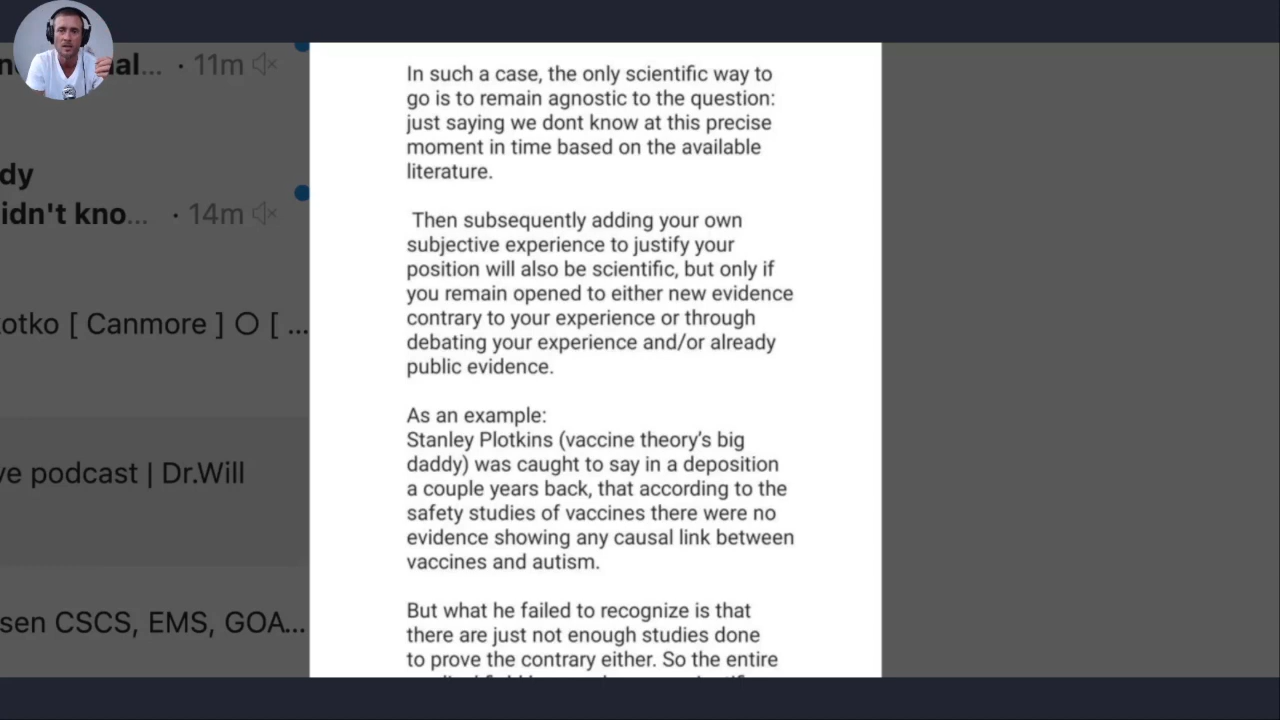 al... · 11m
dy
idn't kno... · 14m
otko [ Canmore ] O [ ...
ve podcast | Dr.Will
sen CSCS, EMS, GOA...
In such a case, the only scientific way to
go is to remain agnostic to the question:
just saying we dont know at this precise
moment in time based on the available
literature.
Then subsequently adding your own
subjective experience to justify your
position will also be scientific, but only if
you remain opened to either new evidence
contrary to your experience or through
debating your experience and/or already
public evidence.
As an example:
Stanley Plotkins (vaccine theory's big
daddy) was caught to say in a deposition
a couple years back, that according to the
safety studies of vaccines there were no
evidence showing any causal link between
vaccines and autism.
But what he failed to recognize is that
there are just not enough studies done
to prove the contrary either. So the entire